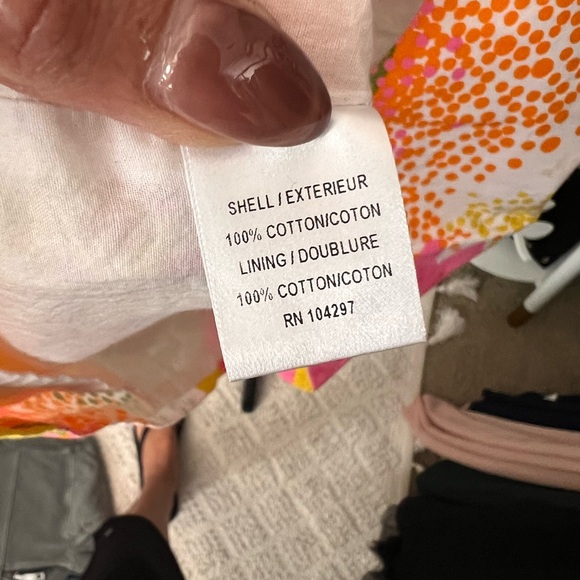 SHELL / EXTERIEUR
100% COTTON/COTON
LINING / DOUBLURE
100% COTTON/COTON
RN 104297